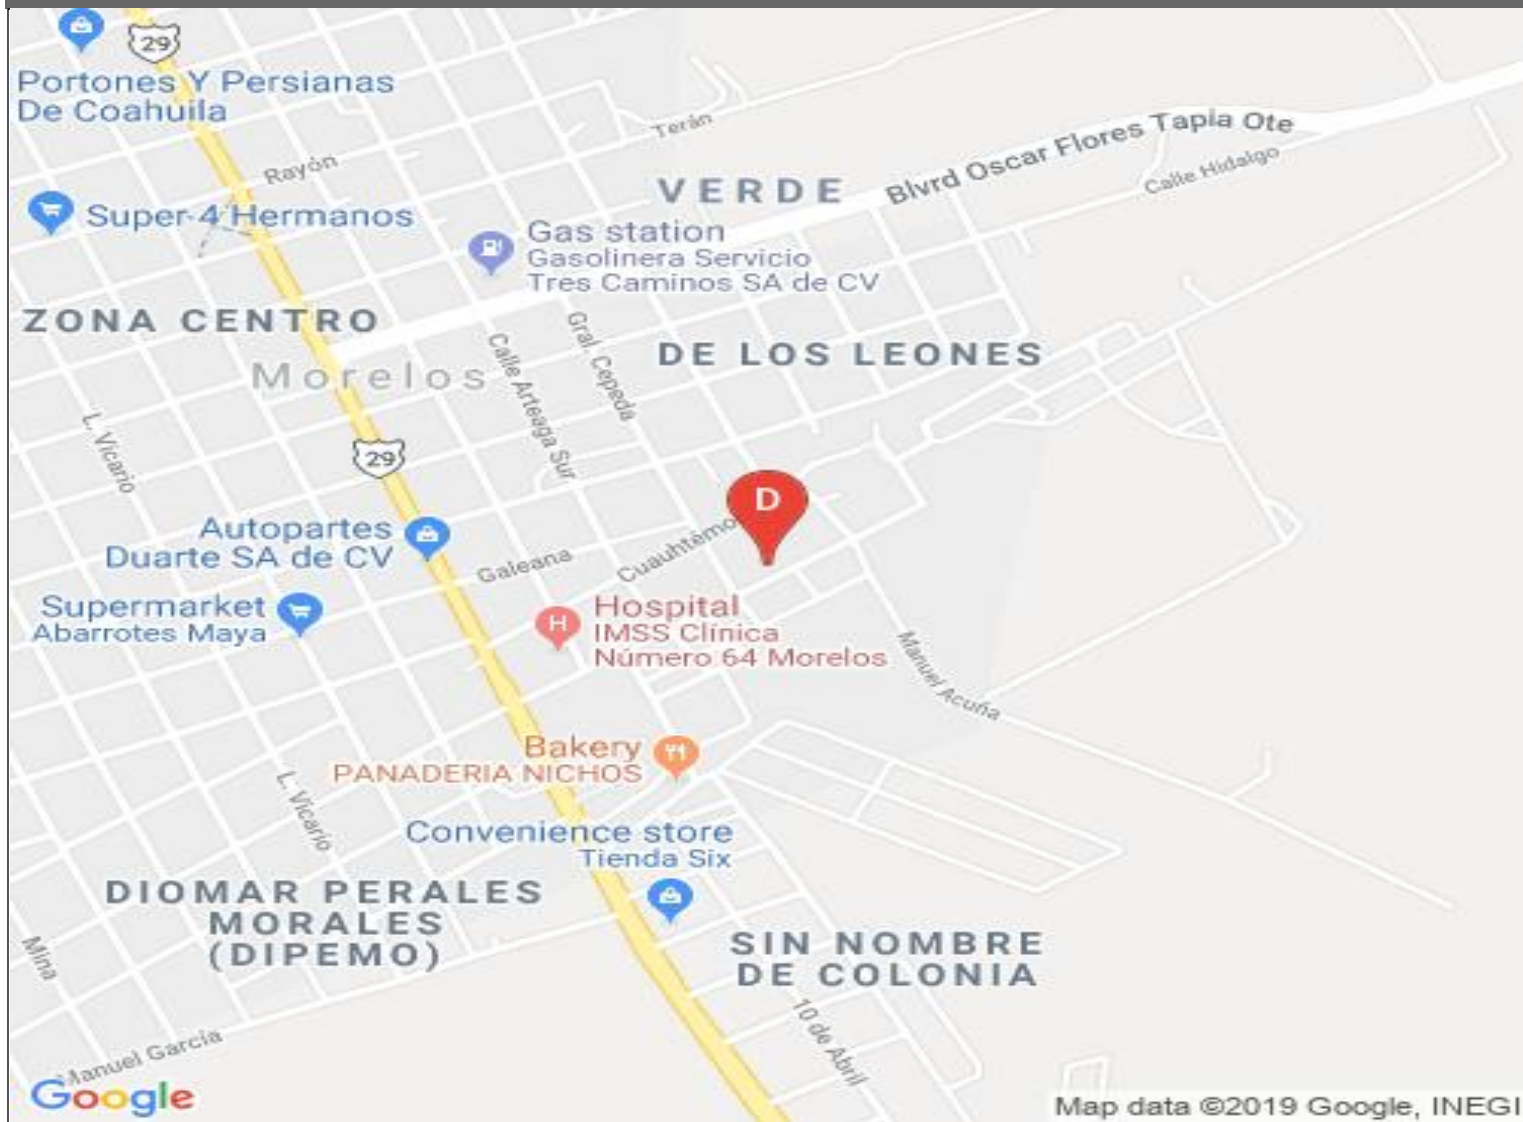 29
Portones Y Persianas
De Coahuila
Terán
Blvrd Oscar Flores Tapia Ote
Calle Hidalgo
Rayón
VERDE
Super 4 Hermanos
Gas station
Gasolinera Servicio
Tres Caminos SA de CV
ZONA CENTRO
Morelos
Calle Arteaga Sur
Gral. Cepeda
DE LOS LEONES
L. Vicario
29
D
Autopartes
Duarte SA de CV
Galeana
Cuauhtémo
Supermarket
Abarrotes Maya
H
Hospital
IMSS Clínica
Número 64 Morelos
Manuel Acuña
Bakery
PANADERIA NICHOS
L. Vicario
Convenience store
Tienda Six
DIOMAR PERALES
MORALES
(DIPEMO)
SIN NOMBRE
DE COLONIA
Mina
10 de Abril
Manuel García
Google
Map data ©2019 Google, INEGI